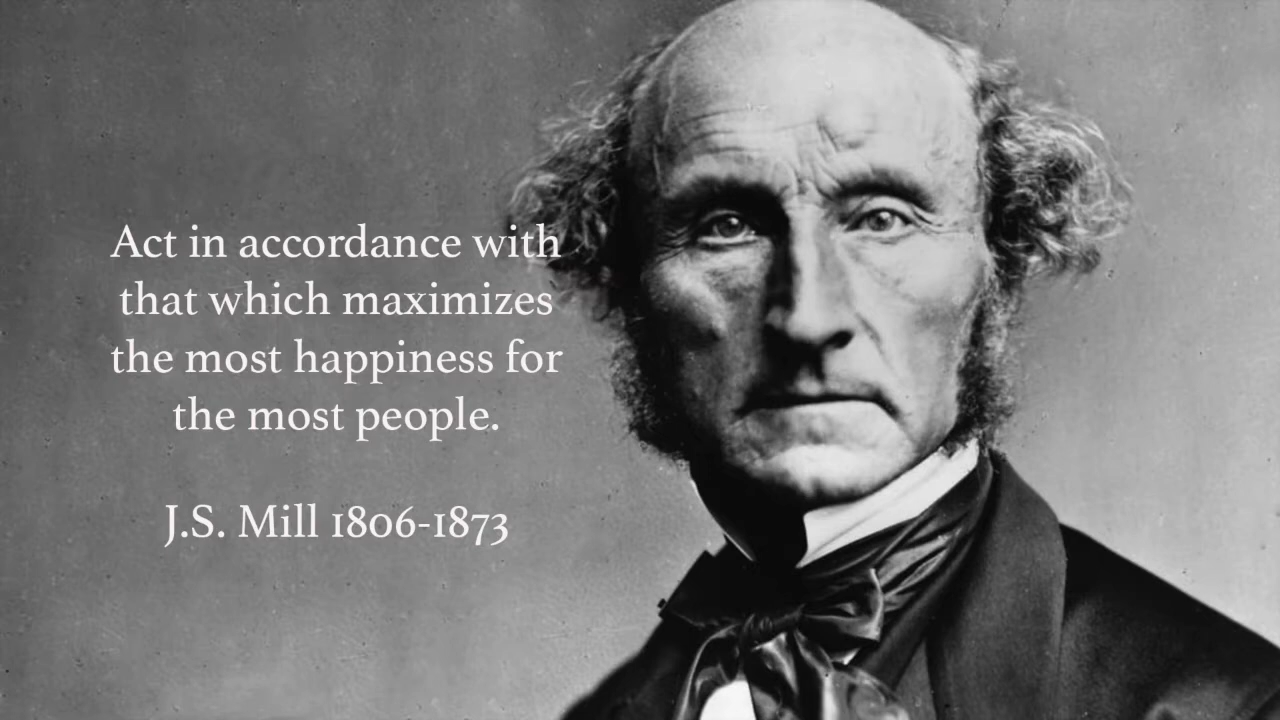 Act in accordance with
that which maximizes
the most happiness for
the most people.
J.S. Mill 1806-1873